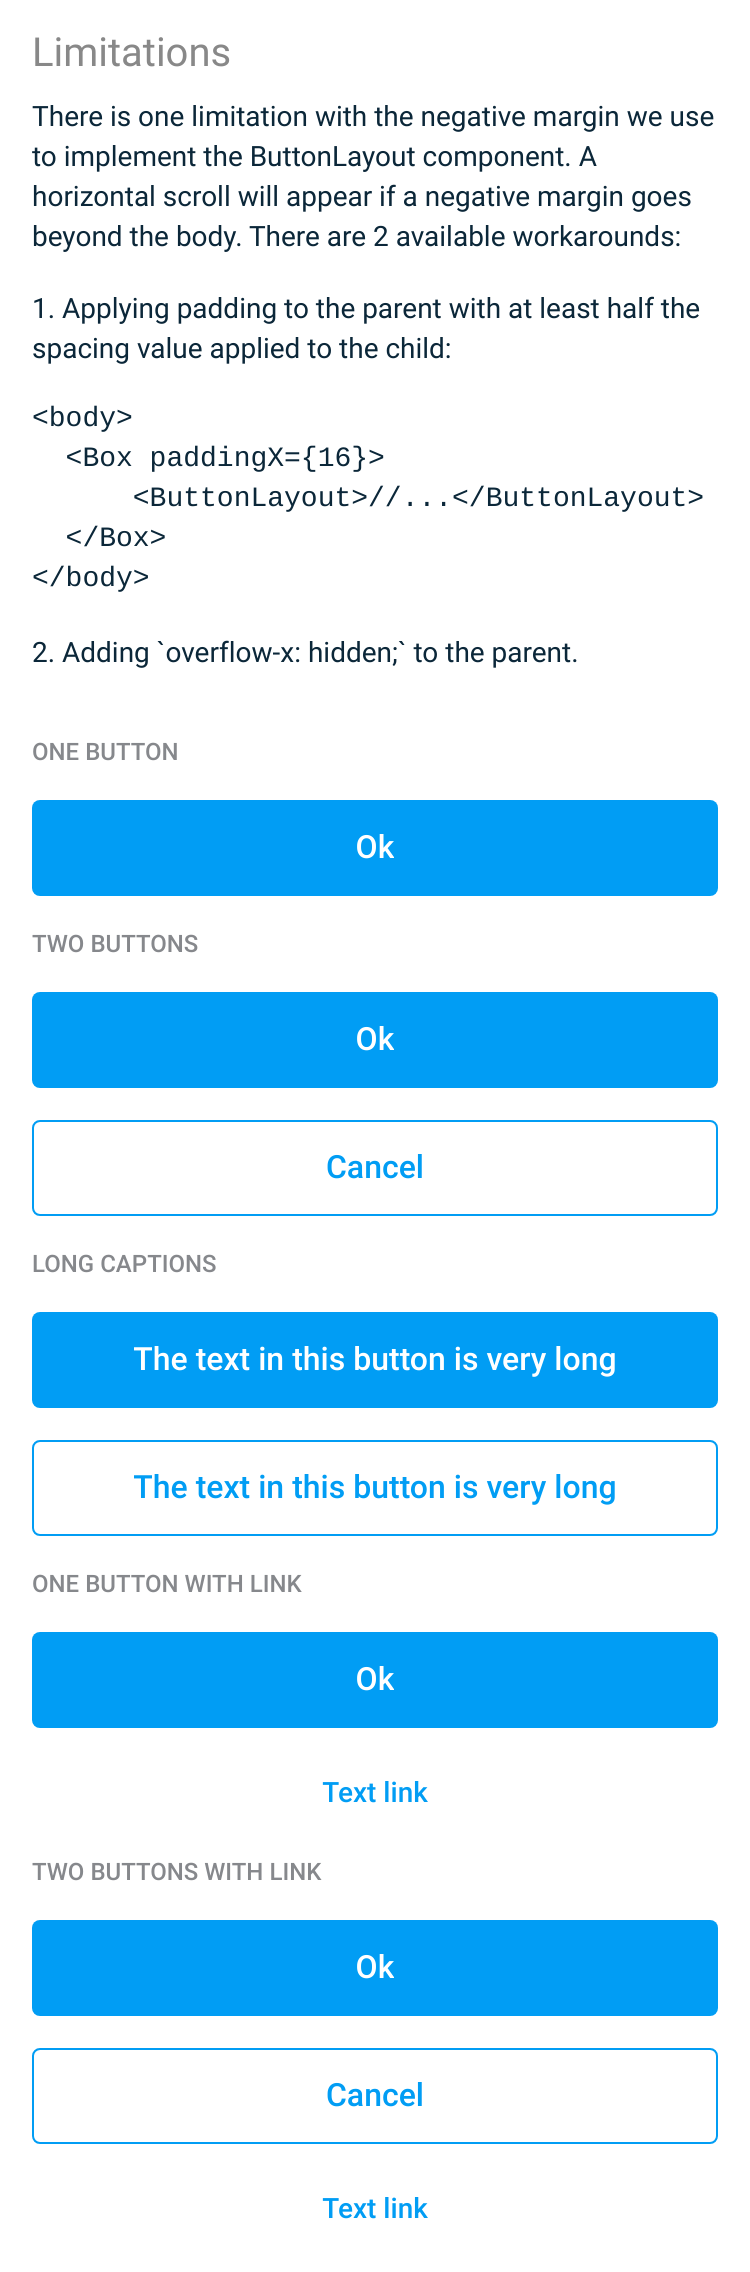 Limitations
There is one limitation with the negative margin we use
to implement the ButtonLayout component. A
horizontal scroll will appear if a negative margin goes
beyond the body. There are 2 available workarounds:
1. Applying padding to the parent with at least half the
spacing value applied to the child:
<body>
  <Box paddingX={16}>
      <ButtonLayout>//...</ButtonLayout>
  </Box>
</body>
2. Adding `overflow-x: hidden;` to the parent.
ONE BUTTON
Ok
TWO BUTTONS
Ok
Cancel
LONG CAPTIONS
The text in this button is very long
The text in this button is very long
ONE BUTTON WITH LINK
Ok
Text link
TWO BUTTONS WITH LINK
Ok
Cancel
Text link